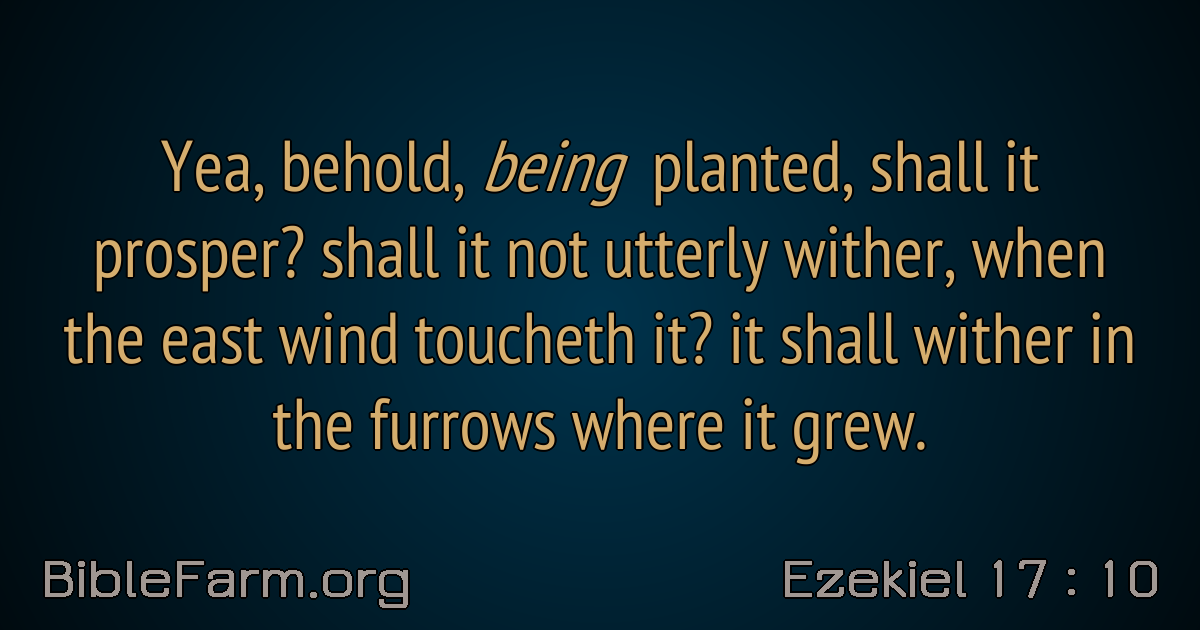 Yea, behold, being planted, shall it
prosper? shall it not utterly wither, when
the east wind toucheth it? it shall wither in
the furrows where it grew.
BibleFarm.org
Ezekiel 17 : 10